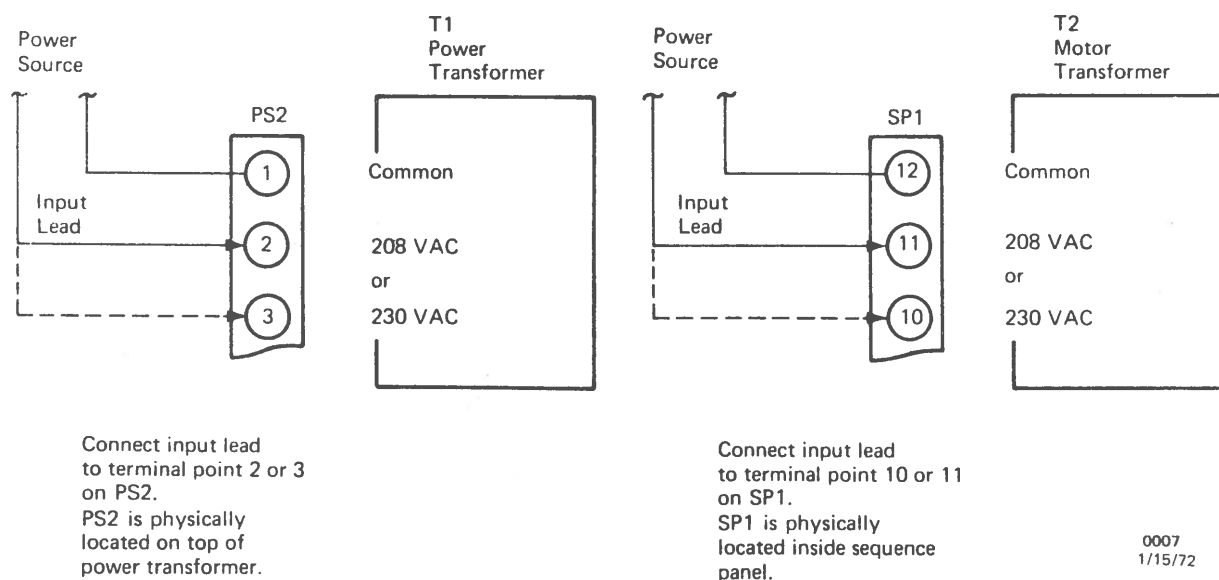 Power
Source
T1
Power
Transformer
PS2
1
Common
Input
Lead
2
208 VAC
or
3
230 VAC
Connect input lead
to terminal point 2 or 3
on PS2.
PS2 is physically
located on top of
power transformer.
Power
Source
T2
Motor
Transformer
SP1
12
Common
Input
Lead
11
208 VAC
or
10
230 VAC
Connect input lead
to terminal point 10 or 11
on SP1.
SP1 is physically
located inside sequence
panel.
0007
1/15/72